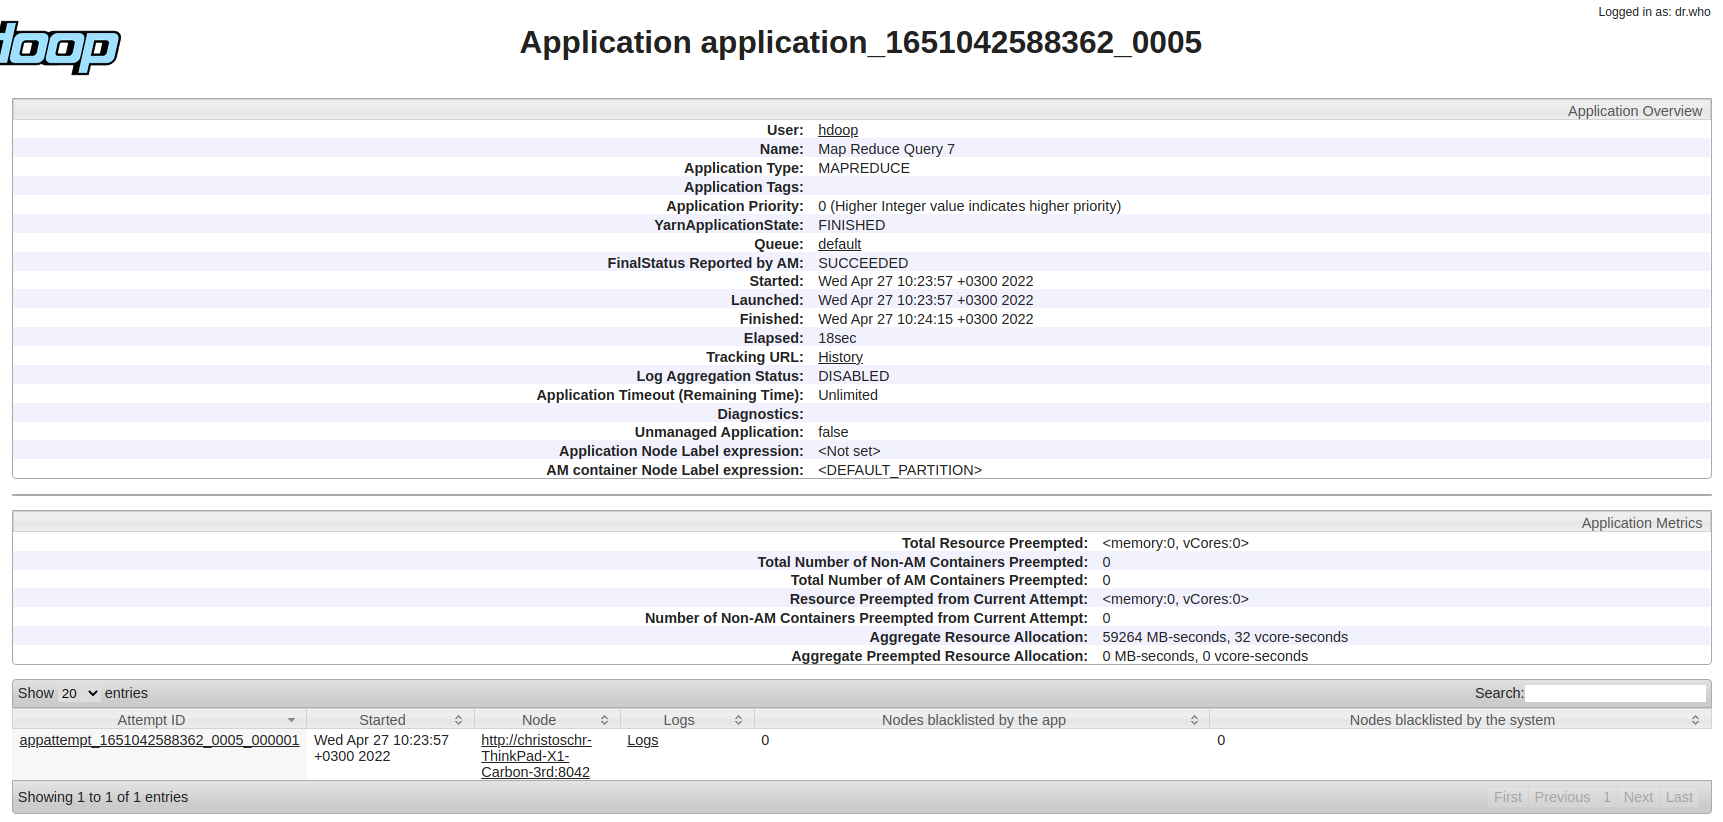 Logged in as: dr.who
doop
Application application_1651042588362_0005
Application Overview
User: hdoop
Name: Map Reduce Query 7
Application Type: MAPREDUCE
Application Tags:
Application Priority: 0 (Higher Integer value indicates higher priority)
YarnApplicationState: FINISHED
Queue: default
FinalStatus Reported by AM: SUCCEEDED
Started: Wed Apr 27 10:23:57 +0300 2022
Launched: Wed Apr 27 10:23:57 +0300 2022
Finished: Wed Apr 27 10:24:15 +0300 2022
Elapsed: 18sec
Tracking URL: History
Log Aggregation Status: DISABLED
Application Timeout (Remaining Time): Unlimited
Diagnostics:
Unmanaged Application: false
Application Node Label expression: <Not set>
AM container Node Label expression: <DEFAULT_PARTITION>
Application Metrics
Total Resource Preempted: <memory:0, vCores:0>
Total Number of Non-AM Containers Preempted: 0
Total Number of AM Containers Preempted: 0
Resource Preempted from Current Attempt: <memory:0, vCores:0>
Number of Non-AM Containers Preempted from Current Attempt: 0
Aggregate Resource Allocation: 59264 MB-seconds, 32 vcore-seconds
Aggregate Preempted Resource Allocation: 0 MB-seconds, 0 vcore-seconds
Show 20 entries Search:
Attempt ID Started Node Logs Nodes blacklisted by the app Nodes blacklisted by the system
appattempt_1651042588362_0005_000001 Wed Apr 27 10:23:57 http://christoschr- Logs 0 0
+0300 2022 ThinkPad-X1-
Carbon-3rd:8042
Showing 1 to 1 of 1 entries First Previous 1 Next Last